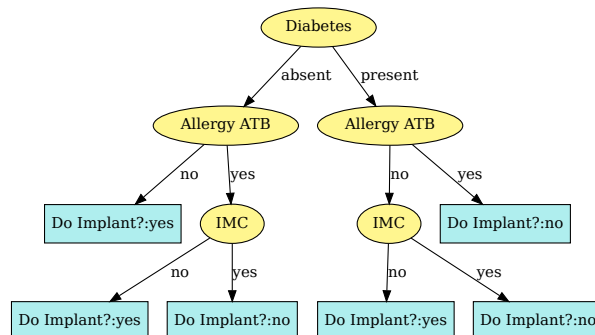 Diabetes
absent
present
Allergy ATB
Allergy ATB
no
yes
no
yes
Do Implant?:yes
IMC
IMC
Do Implant?:no
no
yes
no
yes
Do Implant?:yes
Do Implant?:no
Do Implant?:yes
Do Implant?:no